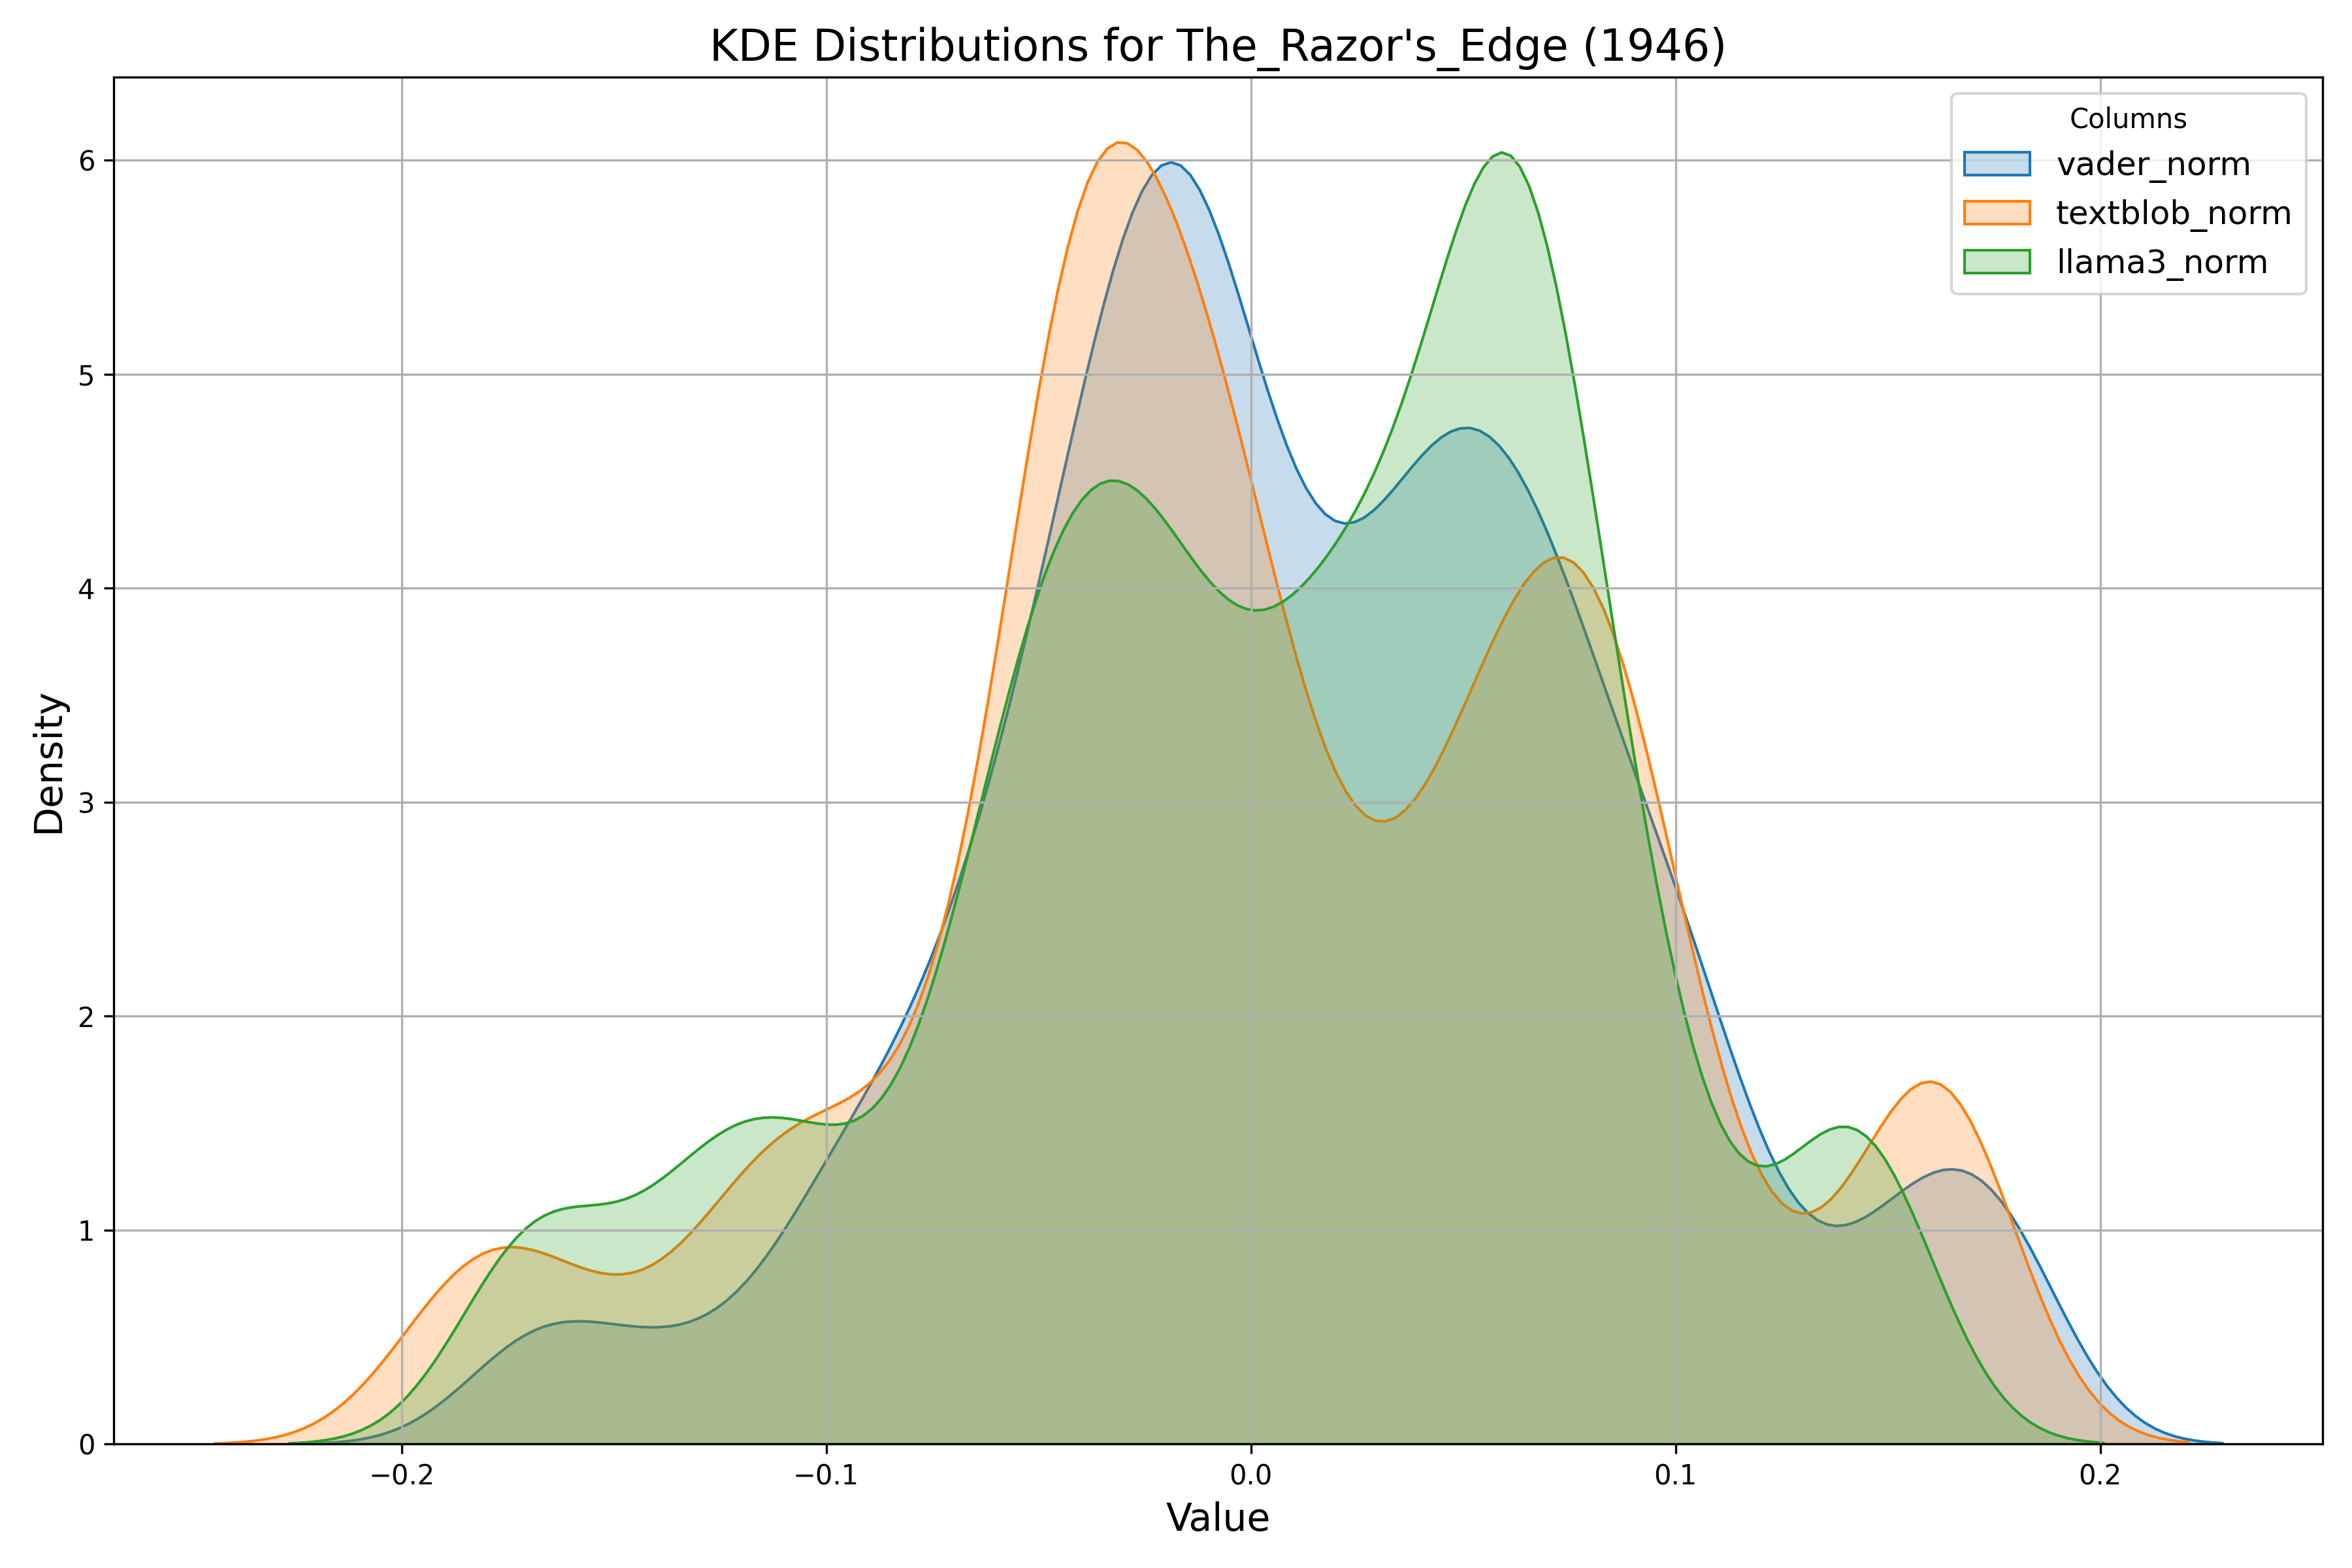 KDE Distributions for The_Razor's_Edge (1946)
Columns
vader_norm
textblob_norm
llama3_norm
Density
6
5
4
3
2
1
0
−0.2
−0.1
0.0
0.1
0.2
Value